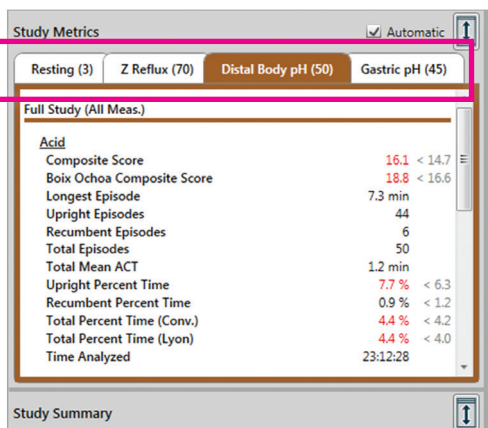 Study Metrics Automatic
Resting (3) Z Reflux (70) Distal Body pH (50) Gastric pH (45)
Full Study (All Meas.)
Acid
Composite Score 16.1 < 14.7
Boix Ochoa Composite Score 18.8 < 16.6
Longest Episode 7.3 min
Upright Episodes 44
Recumbent Episodes 6
Total Episodes 50
Total Mean ACT 1.2 min
Upright Percent Time 7.7 % < 6.3
Recumbent Percent Time 0.9 % < 1.2
Total Percent Time (Conv.) 4.4 % < 4.2
Total Percent Time (Lyon) 4.4 % < 4.0
Time Analyzed 23:12:28
Study Summary